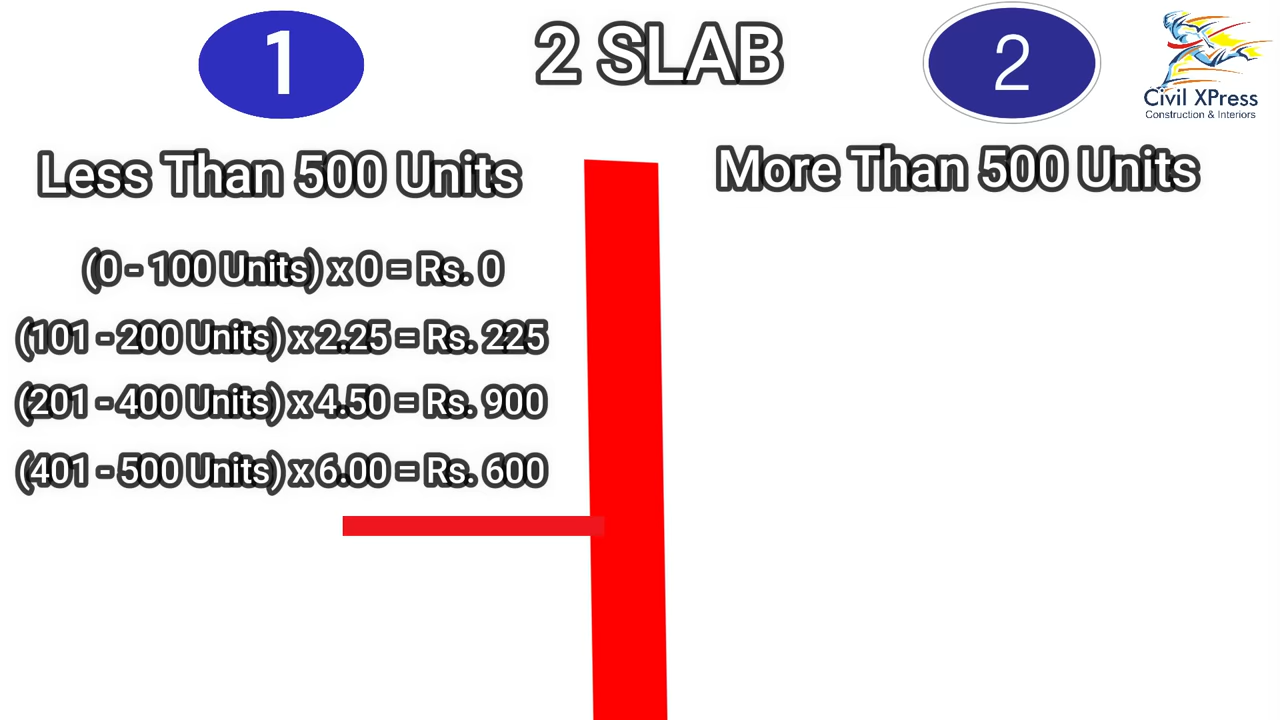 1
2 SLAB
2
Civil XPress
Construction & Interiors
Less Than 500 Units
More Than 500 Units
(0 - 100 Units) x 0 = Rs. 0
(101 - 200 Units) x 2.25 = Rs. 225
(201 - 400 Units) x 4.50 = Rs. 900
(401 - 500 Units) x 6.00 = Rs. 600